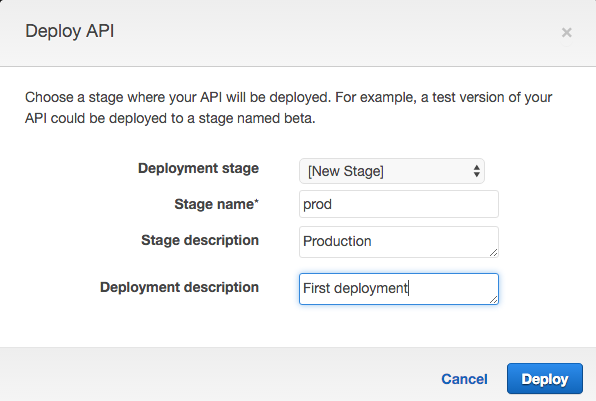 Deploy API
×
Choose a stage where your API will be deployed. For example, a test version of your
API could be deployed to a stage named beta.
Deployment stage [New Stage]
Stage name* prod
Stage description Production
Deployment description First deployment
Cancel Deploy